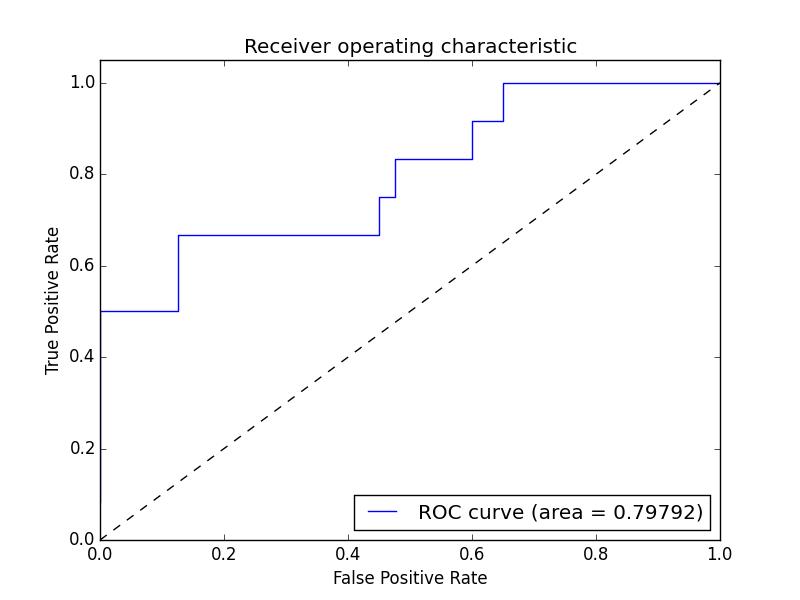 Receiver operating characteristic
1.0
0.8
0.6
0.4
0.2
0.0
True Positive Rate
ROC curve (area = 0.79792)
0.0 0.2 0.4 0.6 0.8 1.0
False Positive Rate